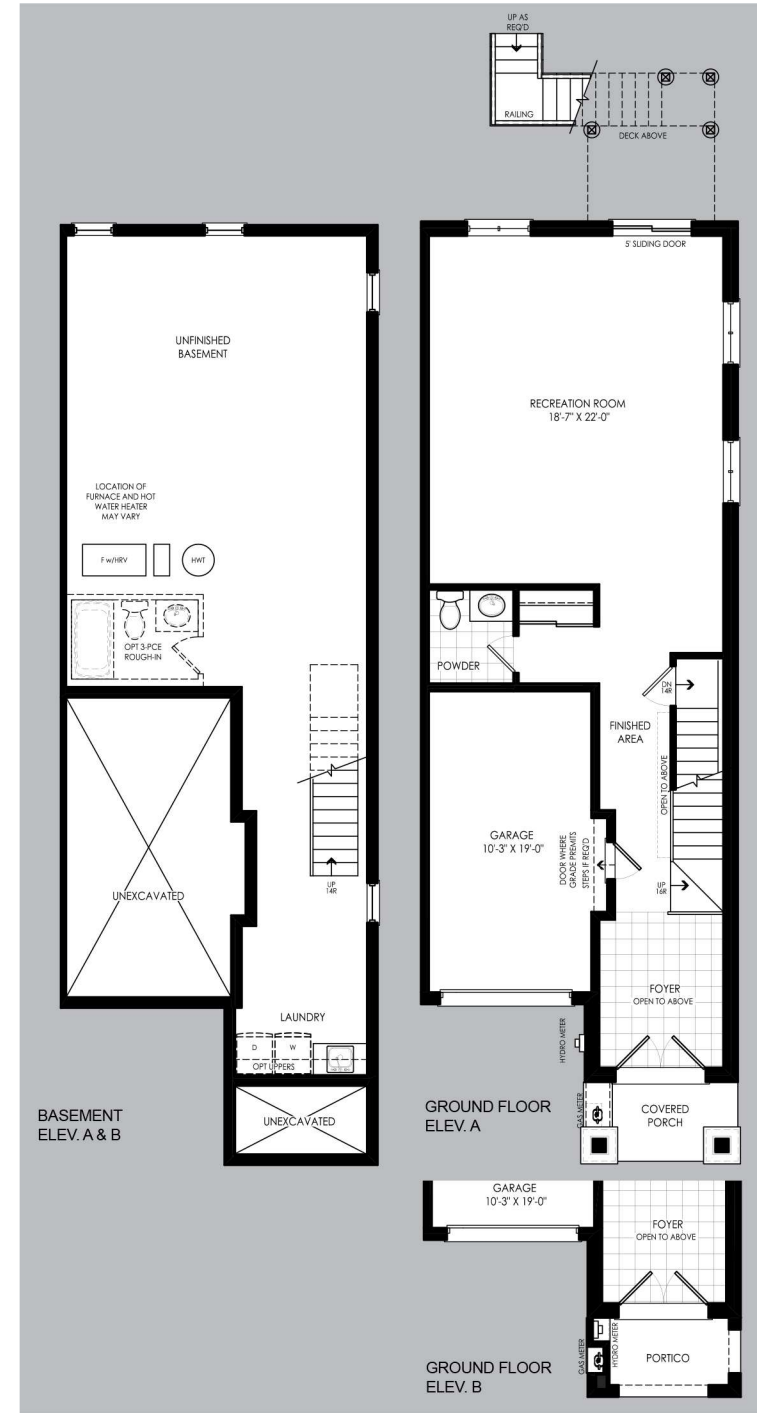 UP AS
REQ'D
RAILING
DECK ABOVE
UNFINISHED
BASEMENT
LOCATION OF
FURNACE AND HOT
WATER HEATER
MAY VARY
F w/HRV
HWT
OPT 3-PCE
ROUGH-IN
UNEXCAVATED
UP
14R
LAUNDRY
D
W
OPT UPPERS
UNEXCAVATED
BASEMENT
ELEV. A & B
5' SLIDING DOOR
RECREATION ROOM
18'-7" X 22'-0"
POWDER
DN
14R
FINISHED
AREA
OPEN TO ABOVE
GARAGE
10'-3" X 19'-0"
DOOR WHERE
GRADE PREMITS
STEPS IF REQ'D
UP
16R
FOYER
OPEN TO ABOVE
HYDRO METER
GAS METER
COVERED
PORCH
GROUND FLOOR
ELEV. A
GARAGE
10'-3" X 19'-0"
FOYER
OPEN TO ABOVE
GAS METER
HYDRO METER
PORTICO
GROUND FLOOR
ELEV. B